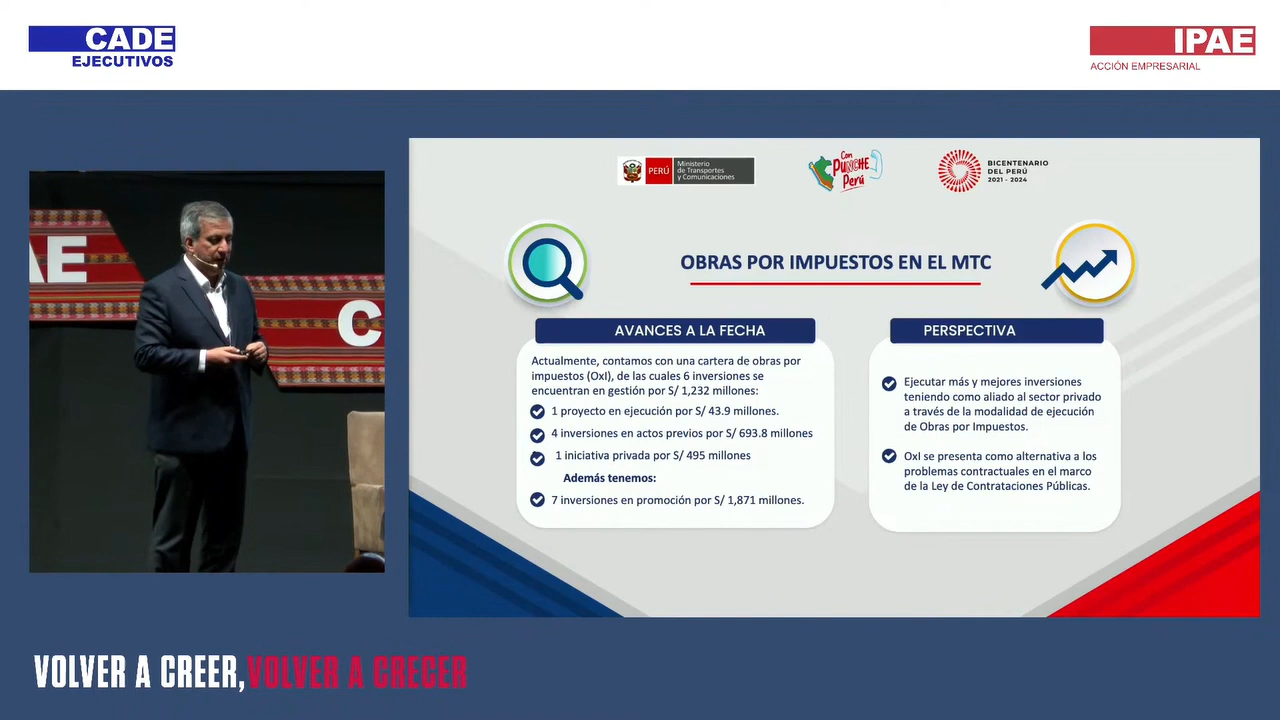 CADE
EJECUTIVOS
IPAE
ACCIÓN EMPRESARIAL
AE
C
PERÚ
Ministerio
de Transportes
y Comunicaciones
Con
PUNCHE
Perú
BICENTENARIO
DEL PERÚ
2021 - 2024
OBRAS POR IMPUESTOS EN EL MTC
AVANCES A LA FECHA
Actualmente, contamos con una cartera de obras por
impuestos (OxI), de las cuales 6 inversiones se
encuentran en gestión por S/ 1,232 millones:
1 proyecto en ejecución por S/ 43.9 millones.
4 inversiones en actos previos por S/ 693.8 millones
1 iniciativa privada por S/ 495 millones
Además tenemos:
7 inversiones en promoción por S/ 1,871 millones.
PERSPECTIVA
Ejecutar más y mejores inversiones
teniendo como aliado al sector privado
a través de la modalidad de ejecución
de Obras por Impuestos.
OxI se presenta como alternativa a los
problemas contractuales en el marco
de la Ley de Contrataciones Públicas.
VOLVER A CREER, VOLVER A CRECER